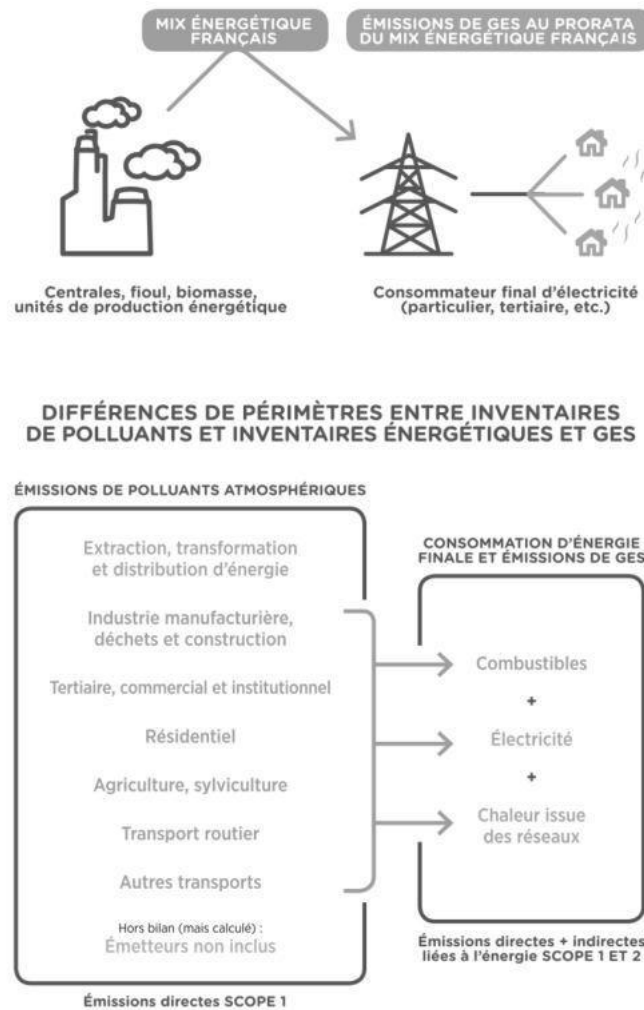 MIX ÉNERGÉTIQUE
FRANÇAIS
ÉMISSIONS DE GES AU PRORATA
DU MIX ÉNERGÉTIQUE FRANÇAIS
Centrales, fioul, biomasse,
unités de production énergétique
Consommateur final d'électricité
(particulier, tertiaire, etc.)
DIFFÉRENCES DE PÉRIMÈTRES ENTRE INVENTAIRES
DE POLLUANTS ET INVENTAIRES ÉNERGÉTIQUES ET GES
ÉMISSIONS DE POLLUANTS ATMOSPHÉRIQUES
Extraction, transformation
et distribution d'énergie
Industrie manufacturière,
déchets et construction
Tertiaire, commercial et institutionnel
Résidentiel
Agriculture, sylviculture
Transport routier
Autres transports
Hors bilan (mais calculé) :
Émetteurs non inclus
Émissions directes SCOPE 1
CONSOMMATION D'ÉNERGIE
FINALE ET ÉMISSIONS DE GES
Combustibles
+
Électricité
+
Chaleur issue
des réseaux
Émissions directes + indirectes
liées à l'énergie SCOPE 1 ET 2